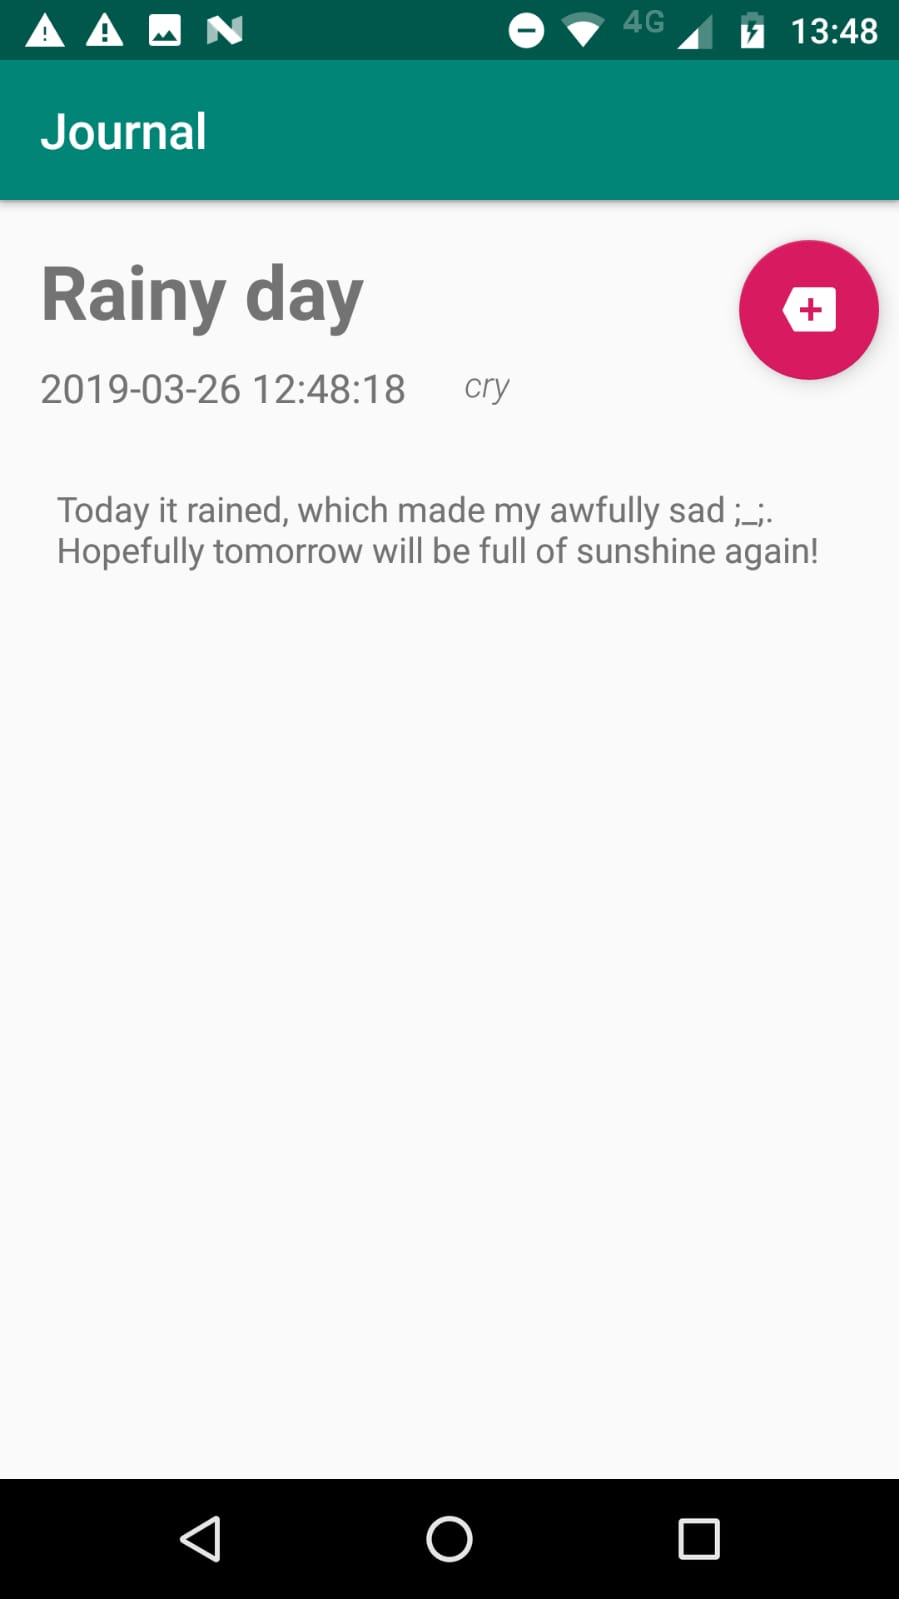 4G 13:48
Journal
Rainy day
2019-03-26 12:48:18 cry
Today it rained, which made my awfully sad ;_;.
Hopefully tomorrow will be full of sunshine again!